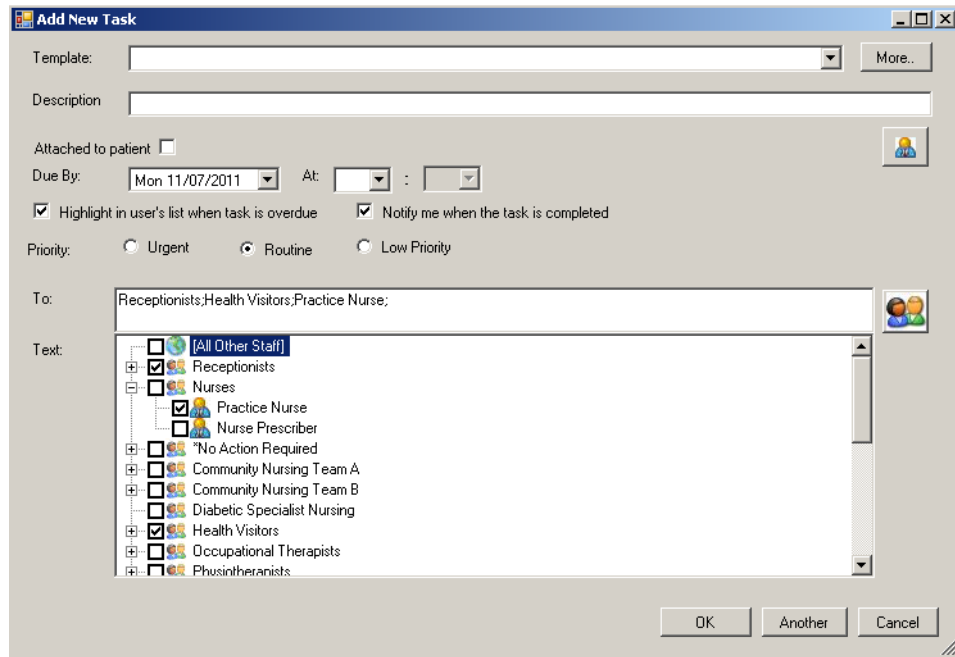 Add New Task
Template:
More..
Description
Attached to patient
Due By: Mon 11/07/2011 At: :
Highlight in user's list when task is overdue Notify me when the task is completed
Priority: Urgent Routine Low Priority
To: Receptionists;Health Visitors;Practice Nurse;
Text: [All Other Staff]
Receptionists
Nurses
Practice Nurse
Nurse Prescriber
*No Action Required
Community Nursing Team A
Community Nursing Team B
Diabetic Specialist Nursing
Health Visitors
Occupational Therapists
Physiotherapists
OK Another Cancel